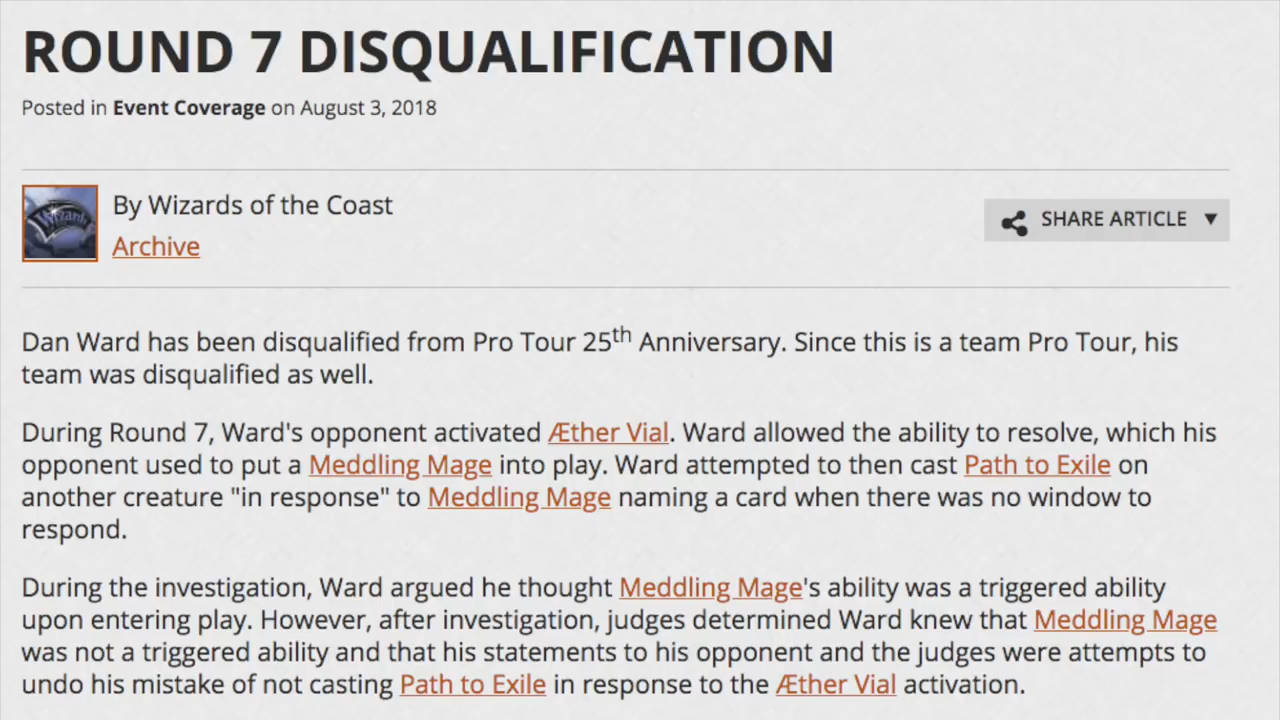 ROUND 7 DISQUALIFICATION
Posted in Event Coverage on August 3, 2018
Wizards
By Wizards of the Coast
Archive
SHARE ARTICLE ▼
Dan Ward has been disqualified from Pro Tour 25th Anniversary. Since this is a team Pro Tour, his
team was disqualified as well.
During Round 7, Ward's opponent activated Æther Vial. Ward allowed the ability to resolve, which his
opponent used to put a Meddling Mage into play. Ward attempted to then cast Path to Exile on
another creature "in response" to Meddling Mage naming a card when there was no window to
respond.
During the investigation, Ward argued he thought Meddling Mage's ability was a triggered ability
upon entering play. However, after investigation, judges determined Ward knew that Meddling Mage
was not a triggered ability and that his statements to his opponent and the judges were attempts to
undo his mistake of not casting Path to Exile in response to the Æther Vial activation.